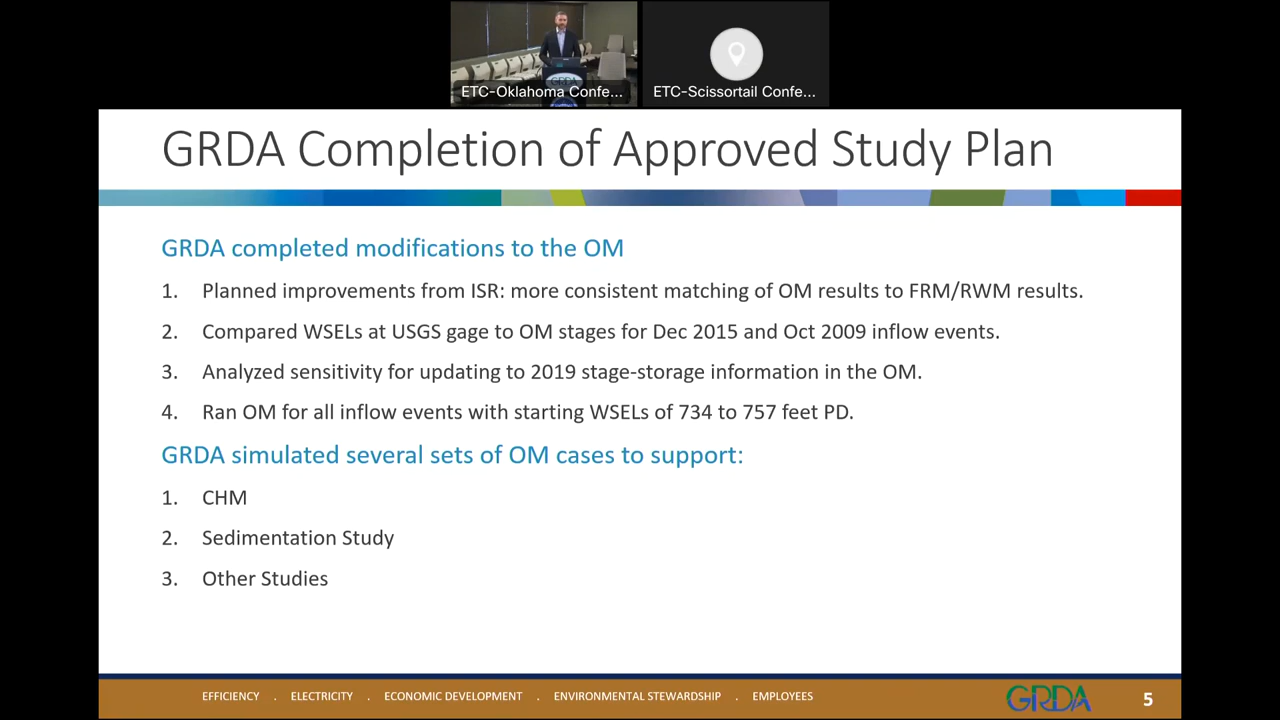 GRDA
ETC-Oklahoma Confe...
ETC-Scissortail Confe...
GRDA Completion of Approved Study Plan
GRDA completed modifications to the OM
1. Planned improvements from ISR: more consistent matching of OM results to FRM/RWM results.
2. Compared WSELs at USGS gage to OM stages for Dec 2015 and Oct 2009 inflow events.
3. Analyzed sensitivity for updating to 2019 stage-storage information in the OM.
4. Ran OM for all inflow events with starting WSELs of 734 to 757 feet PD.
GRDA simulated several sets of OM cases to support:
1. CHM
2. Sedimentation Study
3. Other Studies
EFFICIENCY . ELECTRICITY . ECONOMIC DEVELOPMENT . ENVIRONMENTAL STEWARDSHIP . EMPLOYEES
GRDA
5